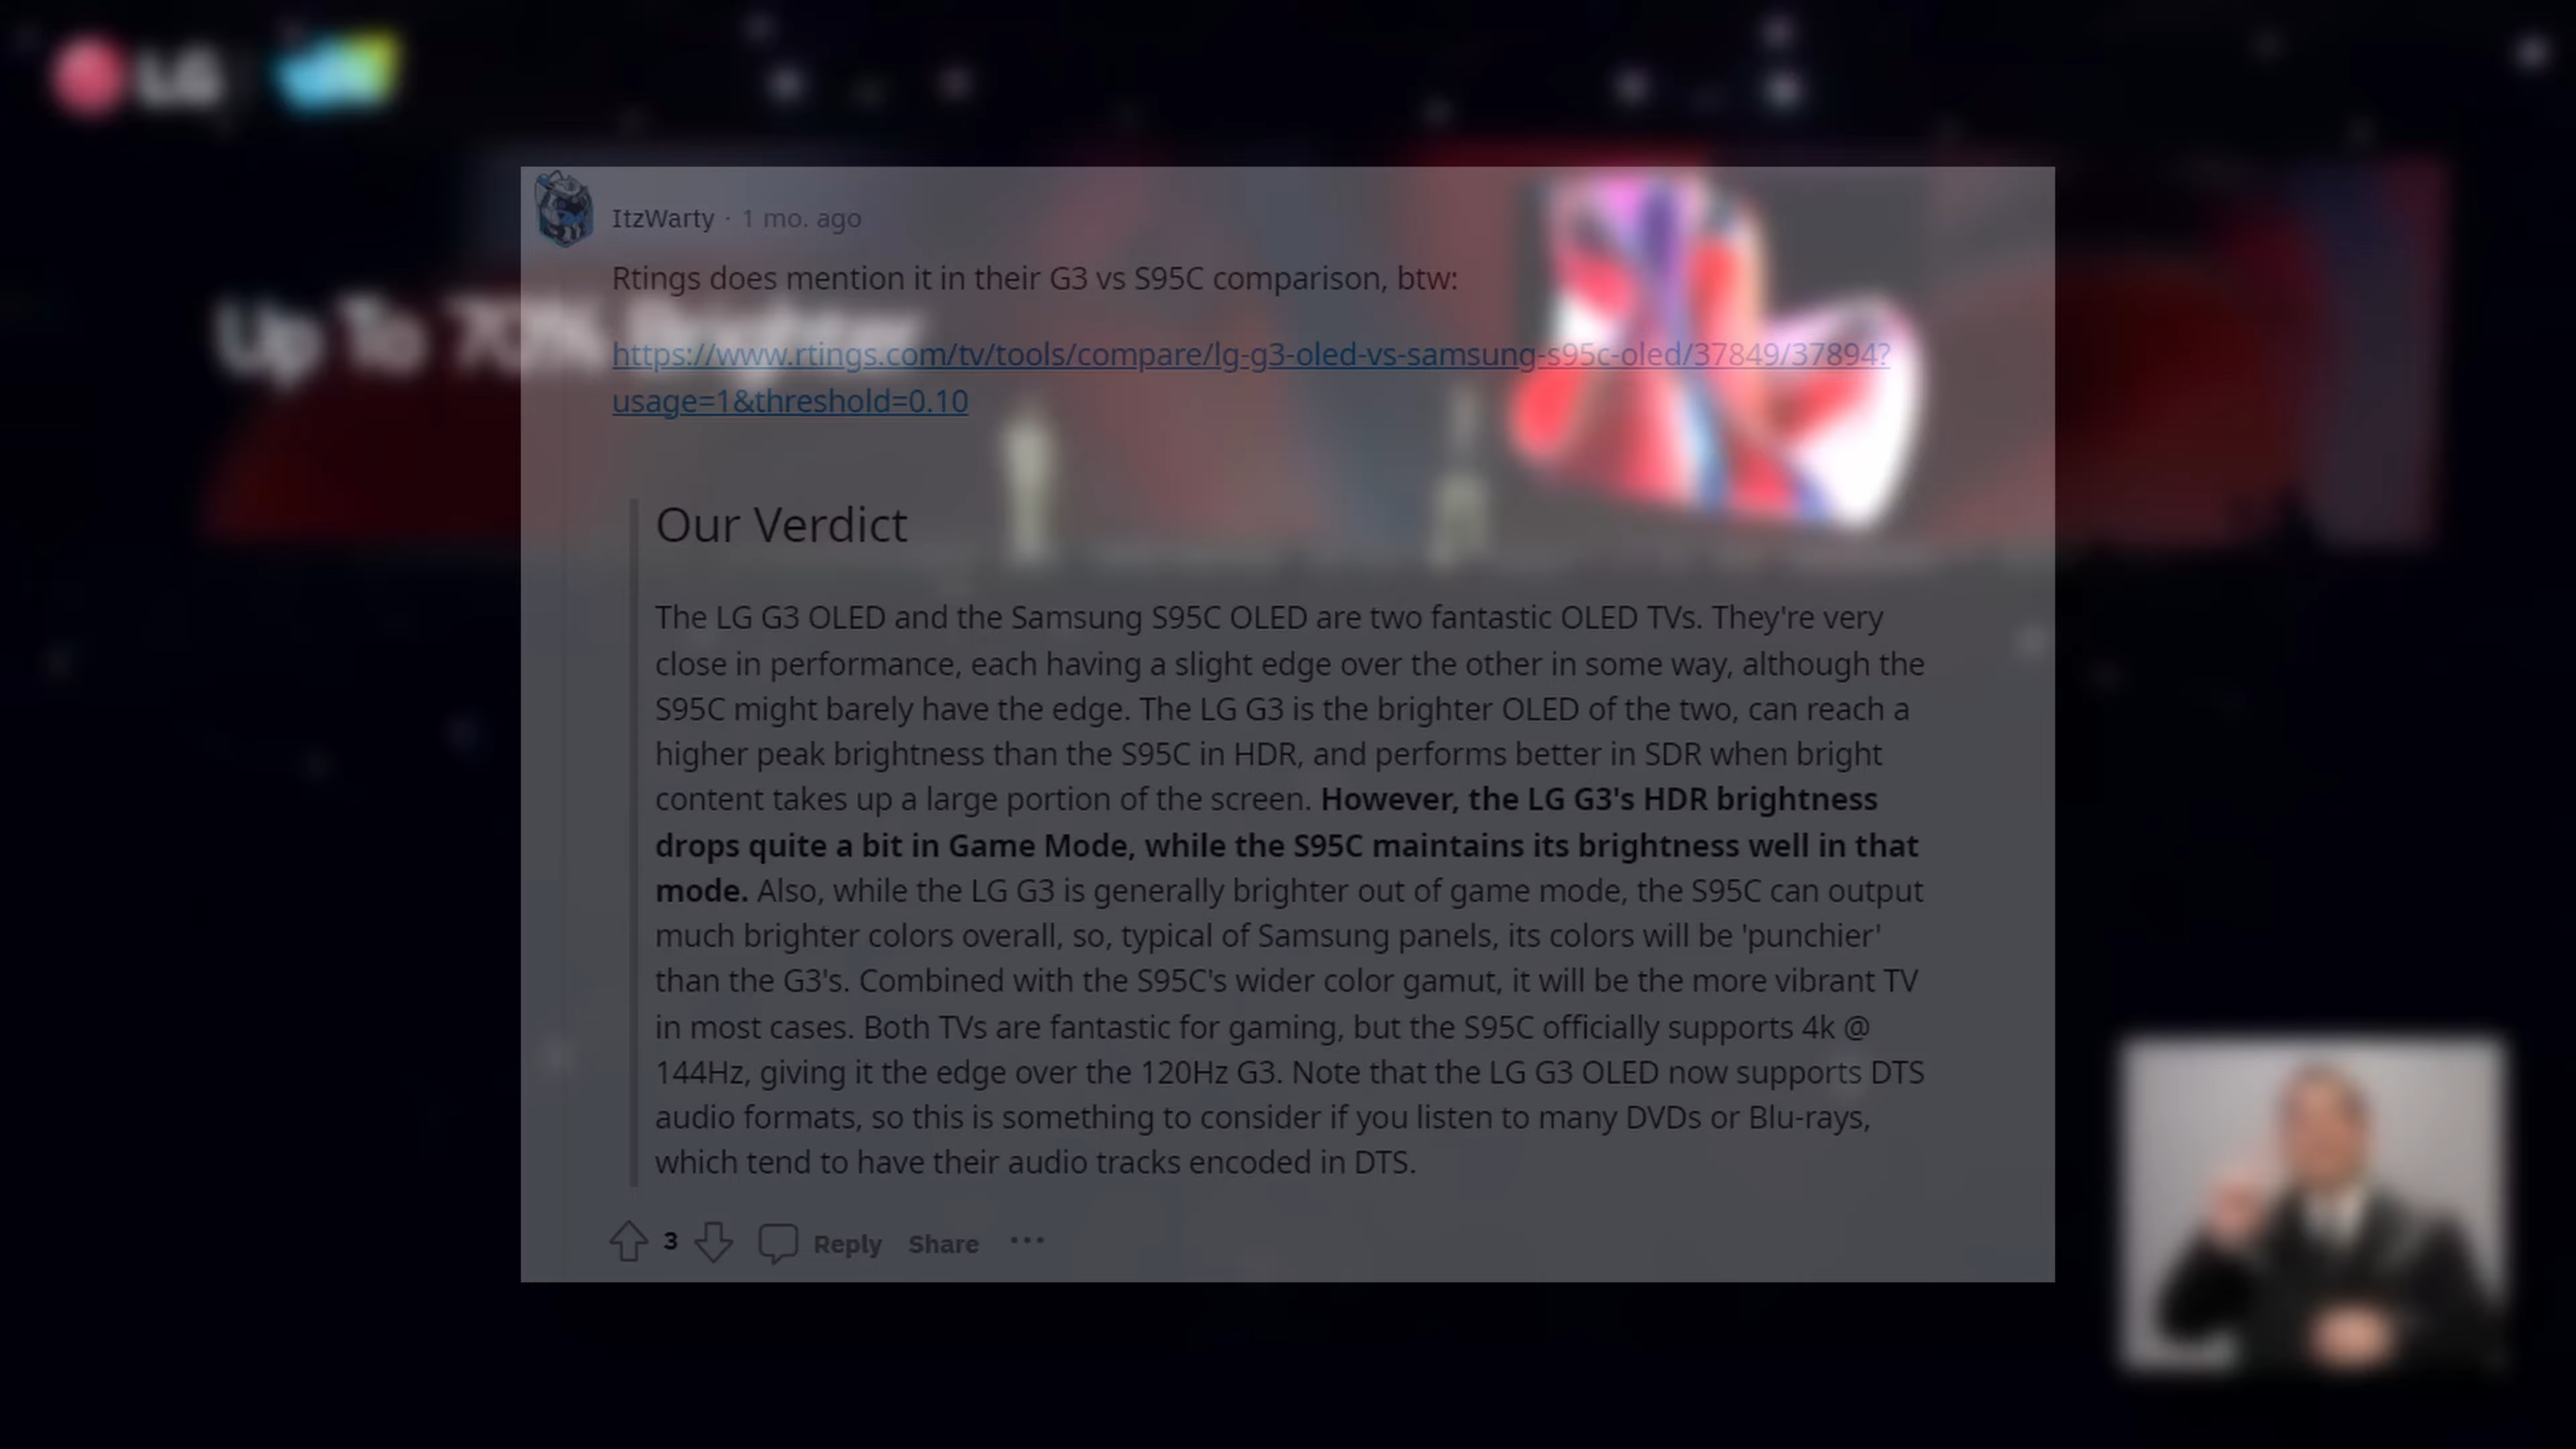 LG
ItzWarty · 1 mo. ago
Rtings does mention it in their G3 vs S95C comparison, btw:
Up To 70% Brighter
https://www.rtings.com/tv/tools/compare/lg-g3-oled-vs-samsung-s95c-oled/37849/37894?
usage=1&threshold=0.10
Our Verdict
The LG G3 OLED and the Samsung S95C OLED are two fantastic OLED TVs. They're very
close in performance, each having a slight edge over the other in some way, although the
S95C might barely have the edge. The LG G3 is the brighter OLED of the two, can reach a
higher peak brightness than the S95C in HDR, and performs better in SDR when bright
content takes up a large portion of the screen. However, the LG G3's HDR brightness
drops quite a bit in Game Mode, while the S95C maintains its brightness well in that
mode. Also, while the LG G3 is generally brighter out of game mode, the S95C can output
much brighter colors overall, so, typical of Samsung panels, its colors will be 'punchier'
than the G3's. Combined with the S95C's wider color gamut, it will be the more vibrant TV
in most cases. Both TVs are fantastic for gaming, but the S95C officially supports 4k @
144Hz, giving it the edge over the 120Hz G3. Note that the LG G3 OLED now supports DTS
audio formats, so this is something to consider if you listen to many DVDs or Blu-rays,
which tend to have their audio tracks encoded in DTS.
3 Reply Share ···